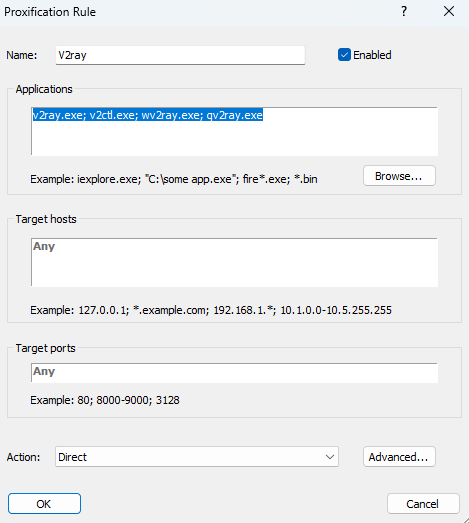 Proxification Rule
?
Name:
V2ray
Enabled
Applications
v2ray.exe; v2ctl.exe; wv2ray.exe; qv2ray.exe
Example: iexplore.exe; "C:\some app.exe"; fire*.exe; *.bin
Browse...
Target hosts
Any
Example: 127.0.0.1; *.example.com; 192.168.1.*; 10.1.0.0-10.5.255.255
Target ports
Any
Example: 80; 8000-9000; 3128
Action:
Direct
Advanced...
OK
Cancel